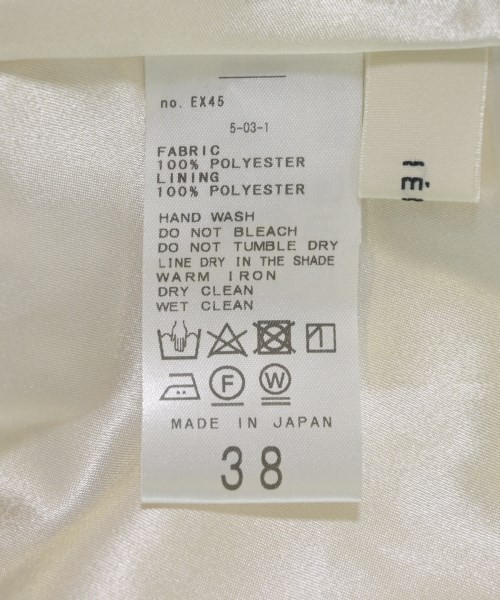 no. EX45
5-03-1
FABRIC
100% POLYESTER
LINING
100% POLYESTER
HAND WASH
DO NOT BLEACH
DO NOT TUMBLE DRY
LINE DRY IN THE SHADE
WARM IRON
DRY CLEAN
WET CLEAN
F
W
MADE IN JAPAN
38